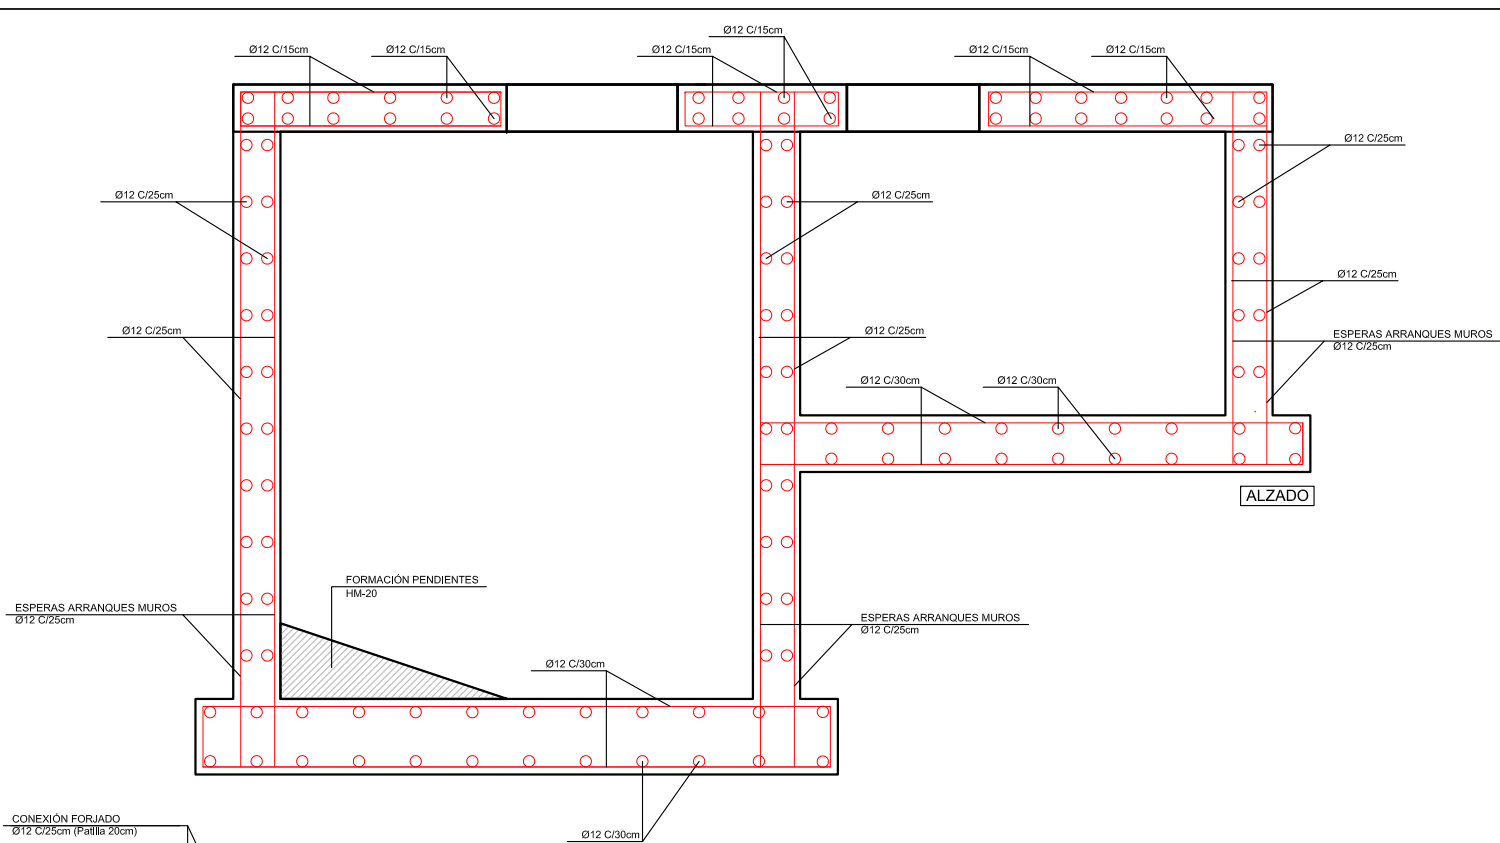 Ø12 C/15cm
Ø12 C/15cm
Ø12 C/15cm
Ø12 C/15cm
Ø12 C/15cm
Ø12 C/15cm
Ø12 C/25cm
Ø12 C/25cm
Ø12 C/25cm
Ø12 C/25cm
Ø12 C/25cm
Ø12 C/25cm
ESPERAS ARRANQUES MUROS
Ø12 C/25cm
Ø12 C/30cm
Ø12 C/30cm
ALZADO
FORMACIÓN PENDIENTES
HM-20
ESPERAS ARRANQUES MUROS
Ø12 C/25cm
ESPERAS ARRANQUES MUROS
Ø12 C/25cm
Ø12 C/30cm
CONEXIÓN FORJADO
Ø12 C/25cm (Patilla 20cm)
Ø12 C/30cm